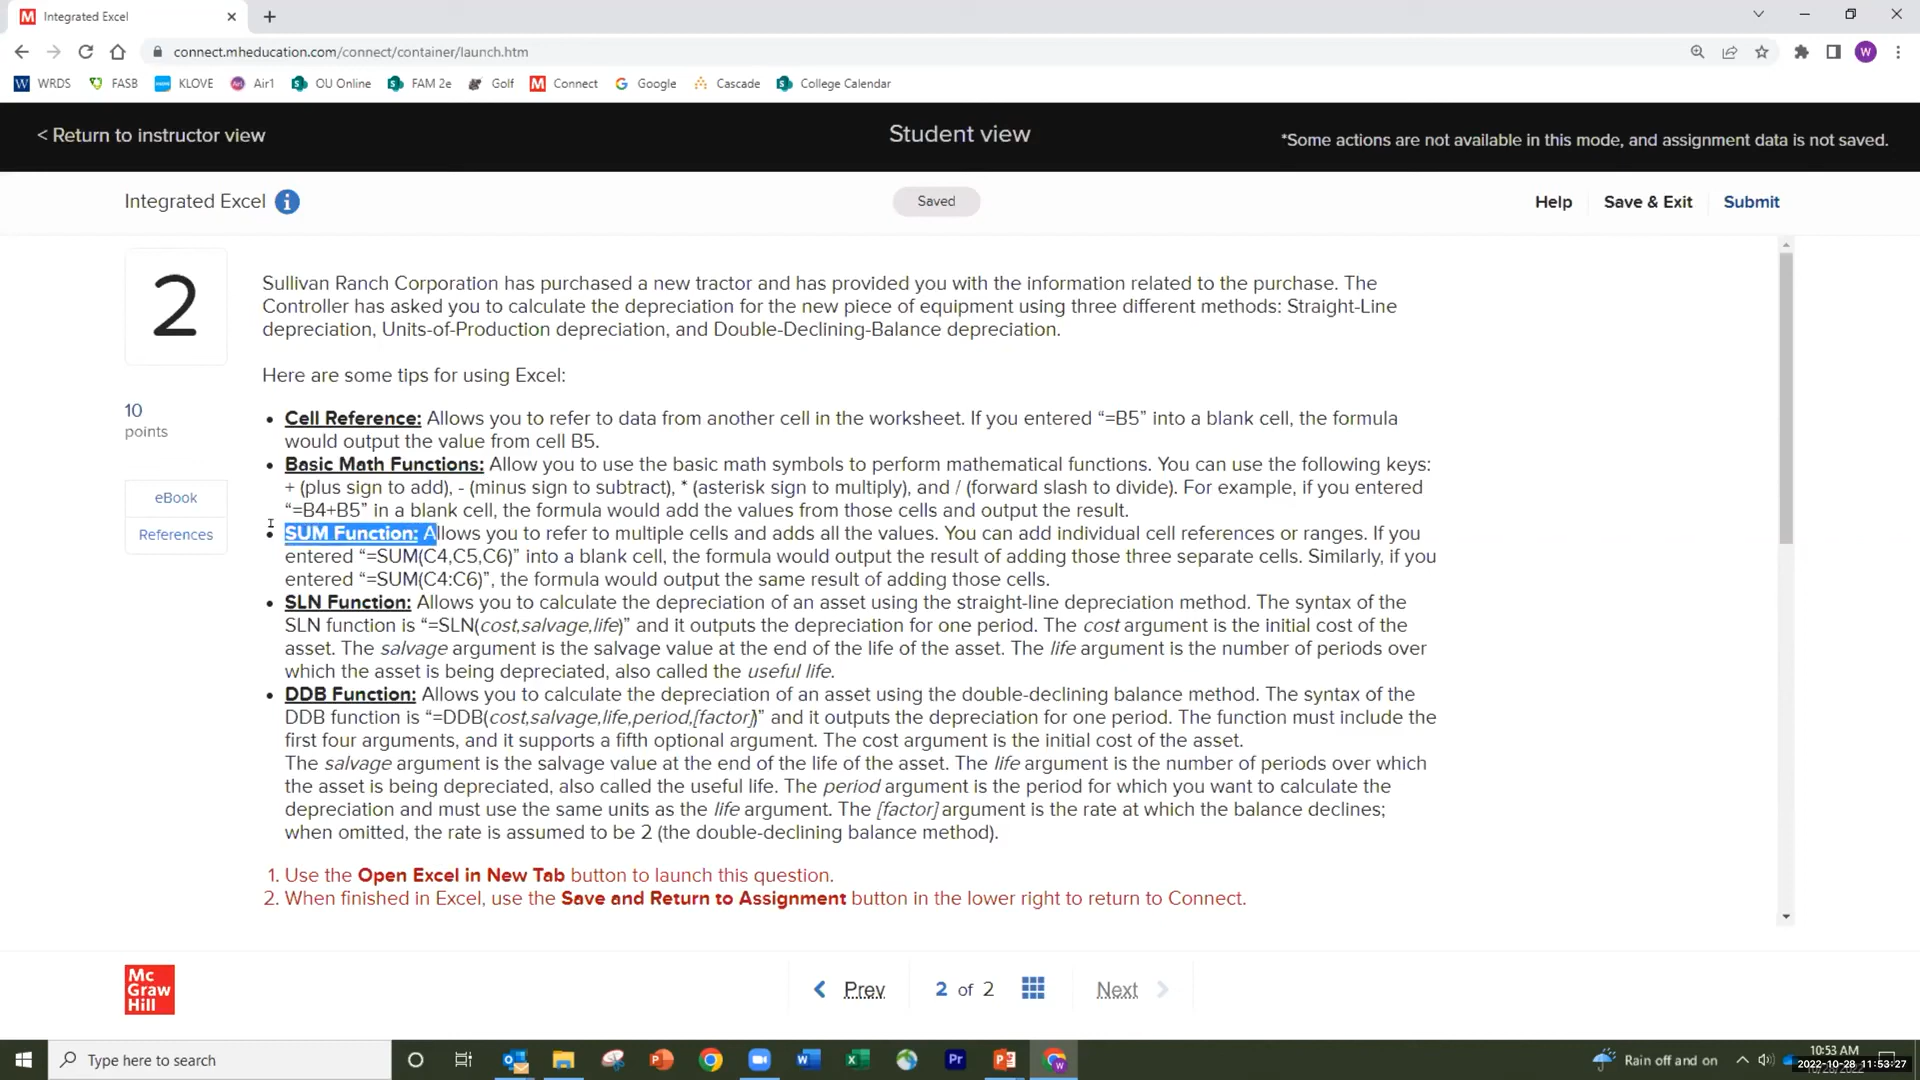 Integrated Excel
connect.mheducation.com/connect/container/launch.htm
W
WRDS FASB KLOVE Air1 OU Online FAM 2e Golf Connect Google Cascade College Calendar
< Return to instructor view Student view *Some actions are not available in this mode, and assignment data is not saved.
Integrated Excel i Saved Help Save & Exit Submit
2
10
points
eBook
References
Sullivan Ranch Corporation has purchased a new tractor and has provided you with the information related to the purchase. The
Controller has asked you to calculate the depreciation for the new piece of equipment using three different methods: Straight-Line
depreciation, Units-of-Production depreciation, and Double-Declining-Balance depreciation.
Here are some tips for using Excel:
• Cell Reference: Allows you to refer to data from another cell in the worksheet. If you entered “=B5” into a blank cell, the formula
would output the value from cell B5.
• Basic Math Functions: Allow you to use the basic math symbols to perform mathematical functions. You can use the following keys:
+ (plus sign to add), - (minus sign to subtract), * (asterisk sign to multiply), and / (forward slash to divide). For example, if you entered
“=B4+B5” in a blank cell, the formula would add the values from those cells and output the result.
• SUM Function: Allows you to refer to multiple cells and adds all the values. You can add individual cell references or ranges. If you
entered “=SUM(C4,C5,C6)” into a blank cell, the formula would output the result of adding those three separate cells. Similarly, if you
entered “=SUM(C4:C6)”, the formula would output the same result of adding those cells.
• SLN Function: Allows you to calculate the depreciation of an asset using the straight-line depreciation method. The syntax of the
SLN function is “=SLN(cost,salvage,life)” and it outputs the depreciation for one period. The cost argument is the initial cost of the
asset. The salvage argument is the salvage value at the end of the life of the asset. The life argument is the number of periods over
which the asset is being depreciated, also called the useful life.
• DDB Function: Allows you to calculate the depreciation of an asset using the double-declining balance method. The syntax of the
DDB function is “=DDB(cost,salvage,life,period,[factor])” and it outputs the depreciation for one period. The function must include the
first four arguments, and it supports a fifth optional argument. The cost argument is the initial cost of the asset.
The salvage argument is the salvage value at the end of the life of the asset. The life argument is the number of periods over which
the asset is being depreciated, also called the useful life. The period argument is the period for which you want to calculate the
depreciation and must use the same units as the life argument. The [factor] argument is the rate at which the balance declines;
when omitted, the rate is assumed to be 2 (the double-declining balance method).
1. Use the Open Excel in New Tab button to launch this question.
2. When finished in Excel, use the Save and Return to Assignment button in the lower right to return to Connect.
Mc
Graw
Hill
Prev 2 of 2 Next
Type here to search
Rain off and on
10:53 AM
2022-10-28 11:53:27